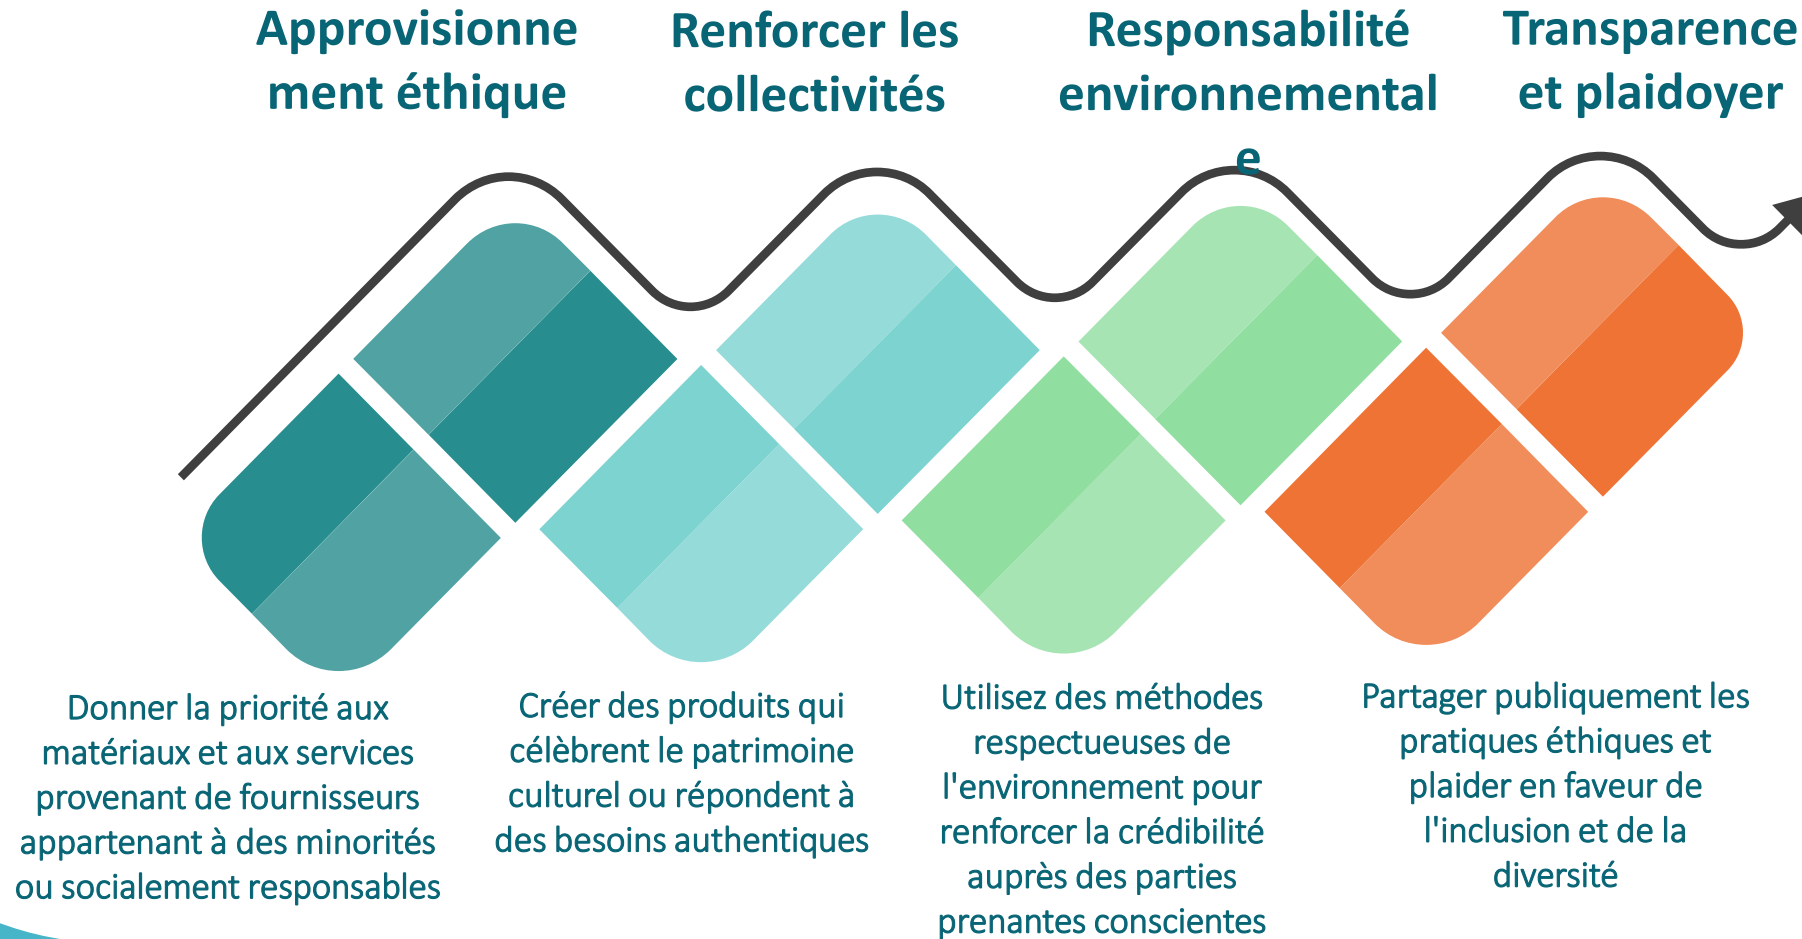 Approvisionne
ment éthique
Renforcer les
collectivités
Responsabilité
environnemental
e
Transparence
et plaidoyer
Donner la priorité aux
matériaux et aux services
provenant de fournisseurs
appartenant à des minorités
ou socialement responsables
Créer des produits qui
célèbrent le patrimoine
culturel ou répondent à
des besoins authentiques
Utilisez des méthodes
respectueuses de
l'environnement pour
renforcer la crédibilité
auprès des parties
prenantes conscientes
Partager publiquement les
pratiques éthiques et
plaider en faveur de
l'inclusion et de la
diversité